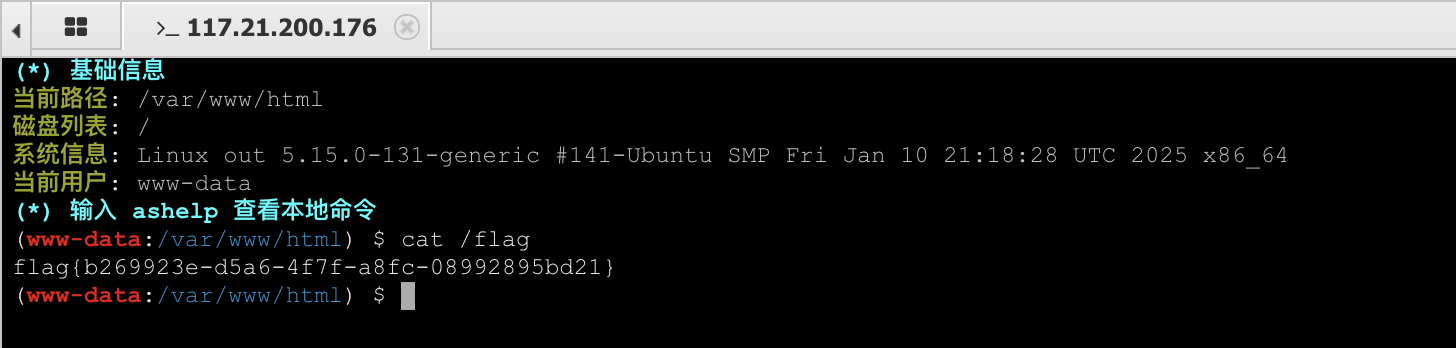 >_ 117.21.200.176
(*) 基础信息
当前路径: /var/www/html
磁盘列表: /
系统信息: Linux out 5.15.0-131-generic #141-Ubuntu SMP Fri Jan 10 21:18:28 UTC 2025 x86_64
当前用户: www-data
(*) 输入 ashelp 查看本地命令
(www-data:/var/www/html) $ cat /flag
flag{b269923e-d5a6-4f7f-a8fc-08992895bd21}
(www-data:/var/www/html) $